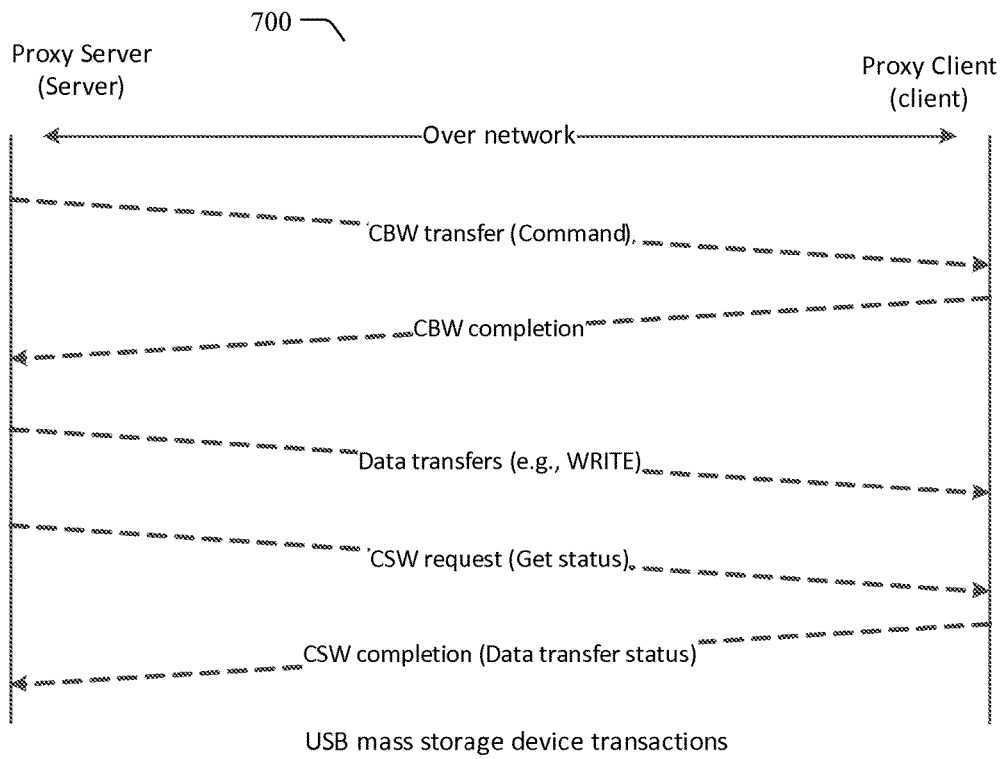 700
Proxy Server
(Server)
Proxy Client
(client)
Over network
CBW transfer (Command)
CBW completion
Data transfers (e.g., WRITE)
CSW request (Get status)
CSW completion (Data transfer status)
USB mass storage device transactions